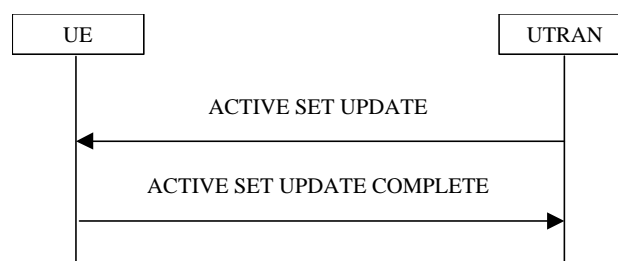 UE
UTRAN
ACTIVE SET UPDATE
ACTIVE SET UPDATE COMPLETE